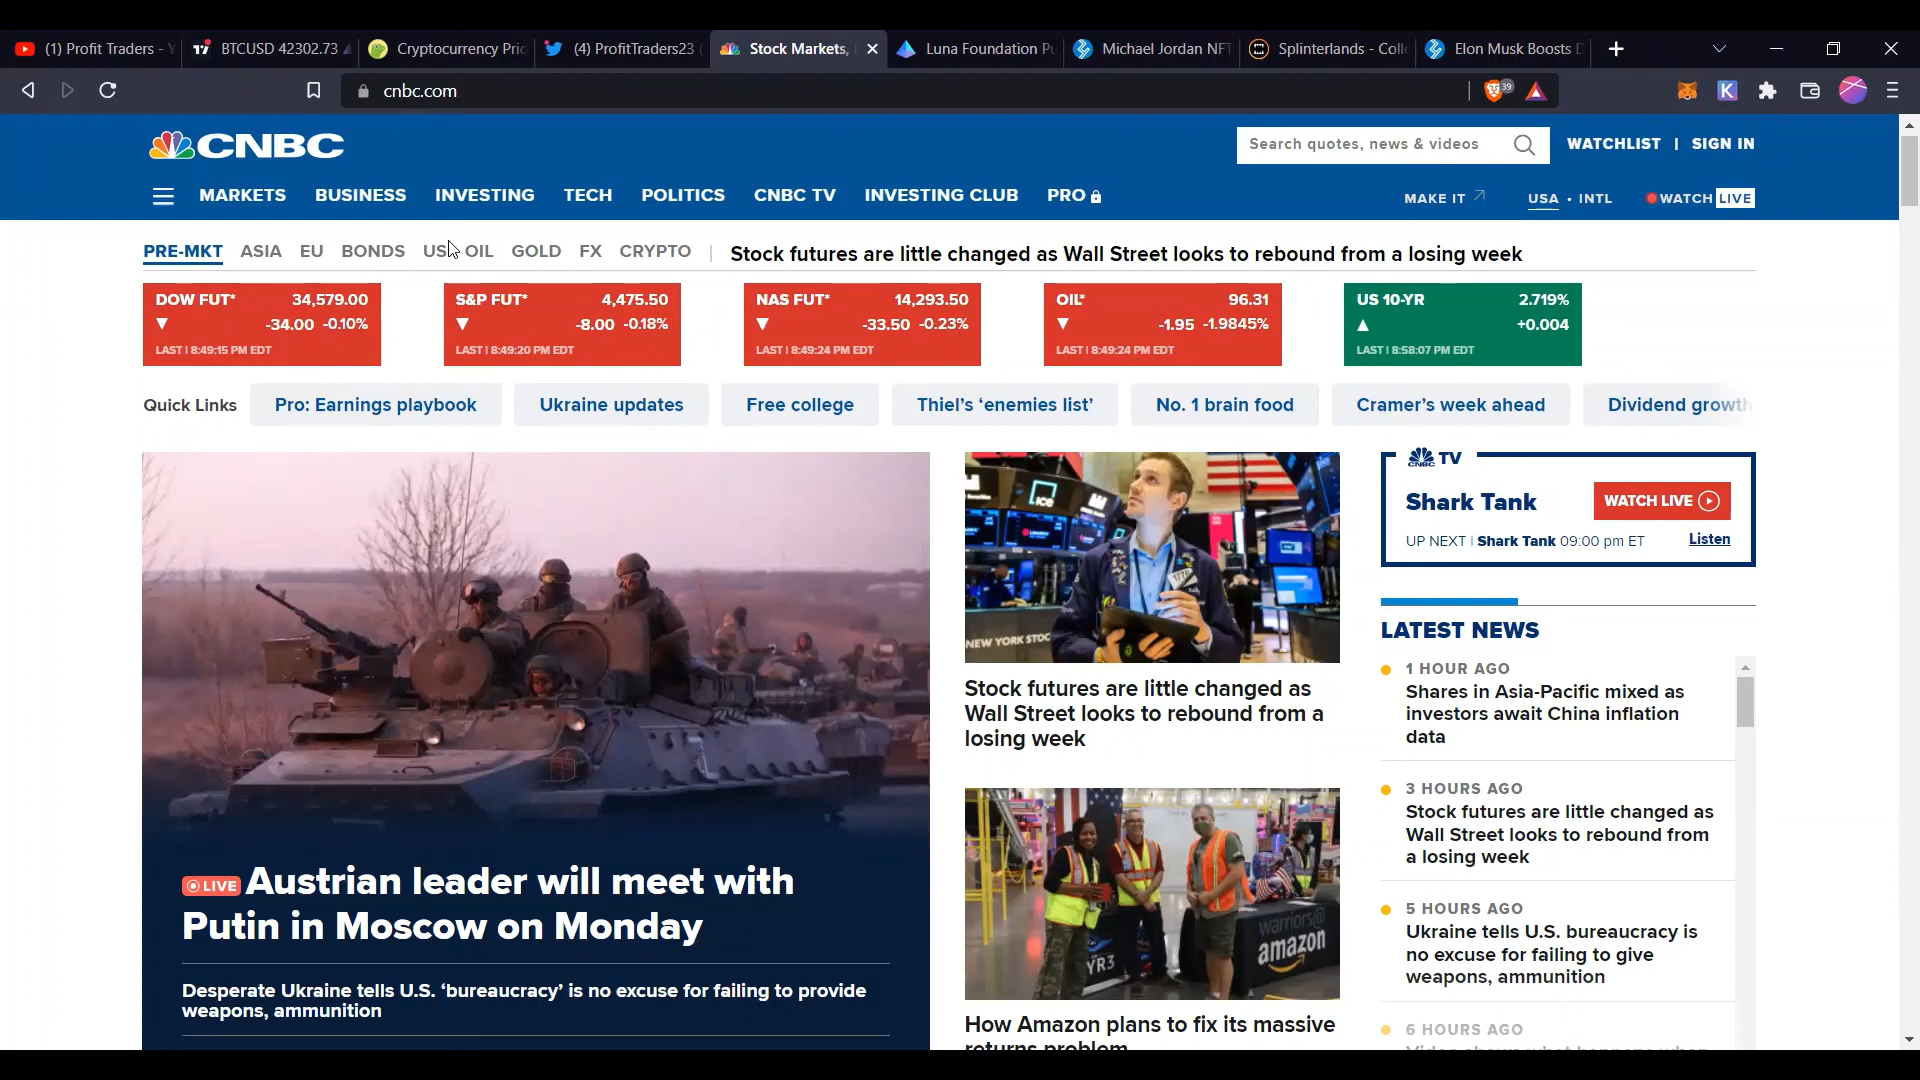 (1) Profit Traders - Y
BTCUSD 42302.73
Cryptocurrency Pric
(4) ProfitTraders23 (
Stock Markets,
Luna Foundation Pu
Michael Jordan NFT
Splinterlands - Colle
Elon Musk Boosts D
cnbc.com
39
K
CNBC
Search quotes, news & videos
WATCHLIST | SIGN IN
MARKETS BUSINESS INVESTING TECH POLITICS CNBC TV INVESTING CLUB PRO
MAKE IT USA • INTL WATCH LIVE
PRE-MKT ASIA EU BONDS US OIL GOLD FX CRYPTO | Stock futures are little changed as Wall Street looks to rebound from a losing week
DOW FUT* 34,579.00
-34.00 -0.10%
LAST | 8:49:15 PM EDT
S&P FUT* 4,475.50
-8.00 -0.18%
LAST | 8:49:20 PM EDT
NAS FUT* 14,293.50
-33.50 -0.23%
LAST | 8:49:24 PM EDT
OIL* 96.31
-1.95 -1.9845%
LAST | 8:49:24 PM EDT
US 10-YR 2.719%
+0.004
LAST | 8:58:07 PM EDT
Quick Links Pro: Earnings playbook Ukraine updates Free college Thiel’s ‘enemies list’ No. 1 brain food Cramer’s week ahead Dividend growth
LIVE Austrian leader will meet with
Putin in Moscow on Monday
Desperate Ukraine tells U.S. ‘bureaucracy’ is no excuse for failing to provide
weapons, ammunition
ice
NEW YORK STOC
Stock futures are little changed as
Wall Street looks to rebound from a
losing week
warriors@
amazon
YR3
How Amazon plans to fix its massive
returns problem
CNBC TV
Shark Tank
WATCH LIVE
UP NEXT | Shark Tank 09:00 pm ET
Listen
LATEST NEWS
1 HOUR AGO
Shares in Asia-Pacific mixed as
investors await China inflation
data
3 HOURS AGO
Stock futures are little changed as
Wall Street looks to rebound from
a losing week
5 HOURS AGO
Ukraine tells U.S. bureaucracy is
no excuse for failing to give
weapons, ammunition
6 HOURS AGO